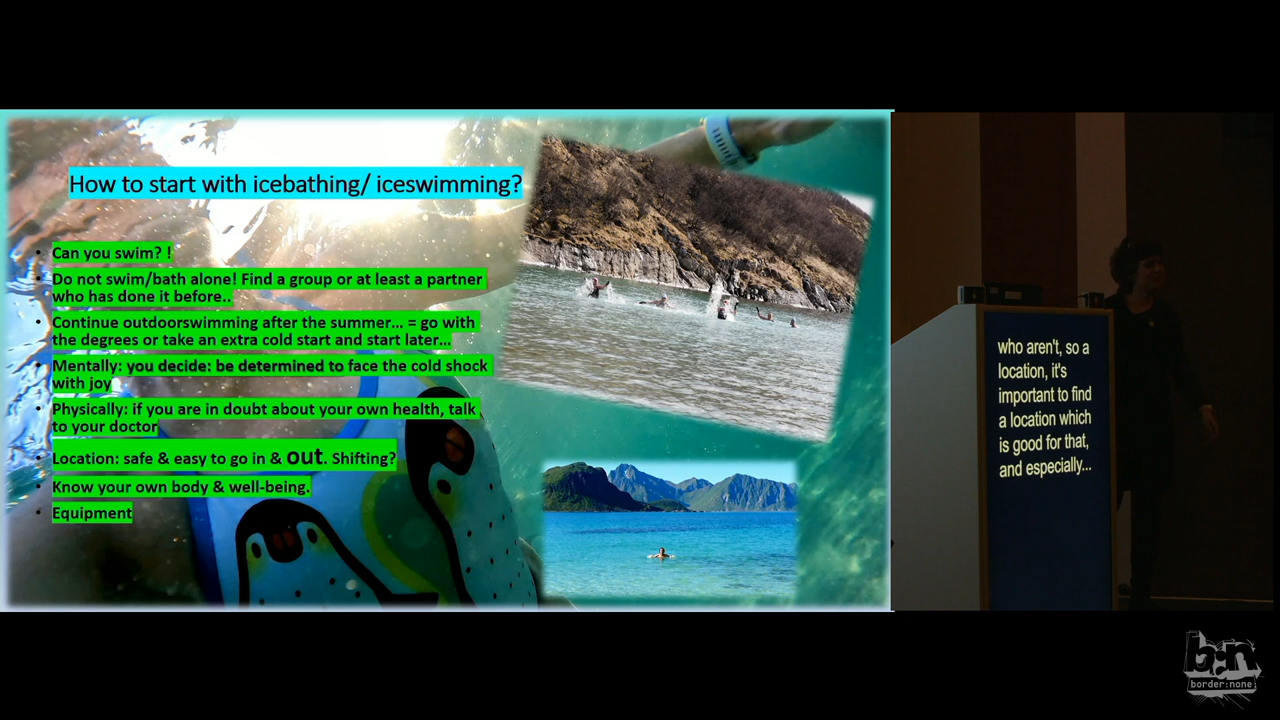 How to start with icebathing/ iceswimming?
• Can you swim? !
• Do not swim/bath alone! Find a group or at least a partner
who has done it before..
• Continue outdoorswimming after the summer... = go with
the degrees or take an extra cold start and start later...
• Mentally: you decide: be determined to face the cold shock
with joy
• Physically: if you are in doubt about your own health, talk
to your doctor
• Location: safe & easy to go in & out. Shifting?
• Know your own body & well-being.
• Equipment
who aren't, so a
location, it's
important to find
a location which
is good for that,
and especially...
b:n
border:none